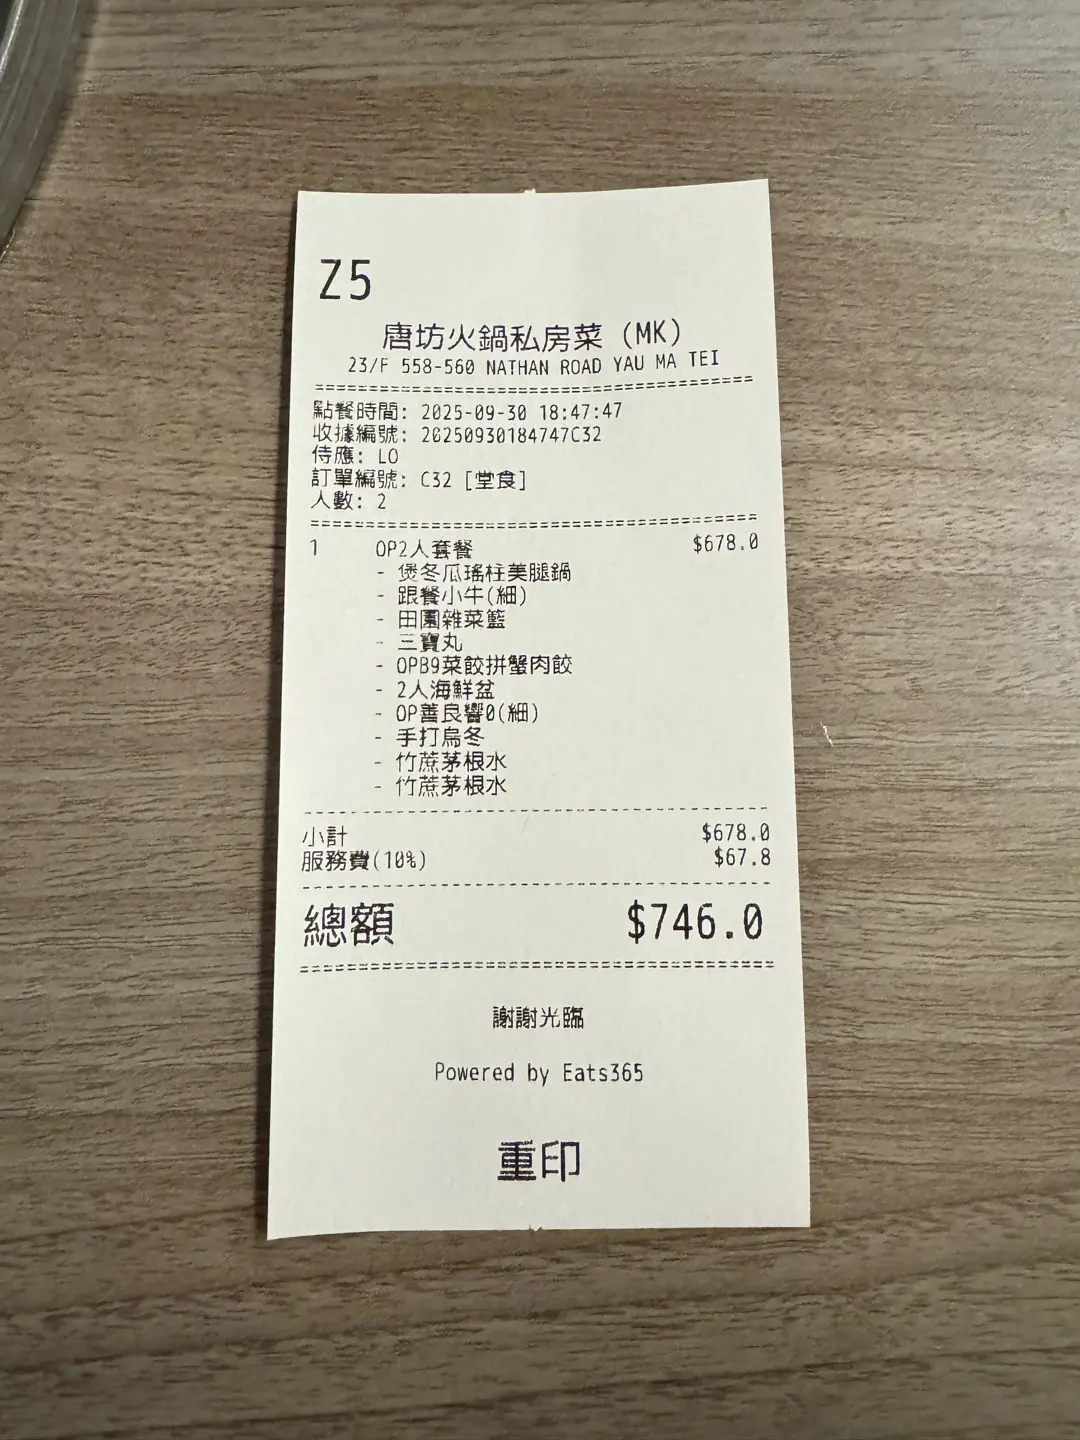 Z5
唐坊火鍋私房菜 (MK)
23/F 558-560 NATHAN ROAD YAU MA TEI
點餐時間: 2025-09-30 18:47:47
收據編號: 20250930184747C32
侍應: LO
訂單編號: C32 [堂食]
人數: 2
1 OP2人套餐 $678.0
- 煲冬瓜瑤柱美腿鍋
- 跟餐小牛(細)
- 田園雜菜籃
- 三寶丸
- OPB9菜餃拼蟹肉餃
- 2人海鮮盆
- OP善良響0(細)
- 手打烏冬
- 竹蔗茅根水
- 竹蔗茅根水
小計 $678.0
服務費(10%) $67.8
總額 $746.0
謝謝光臨
Powered by Eats365
重印